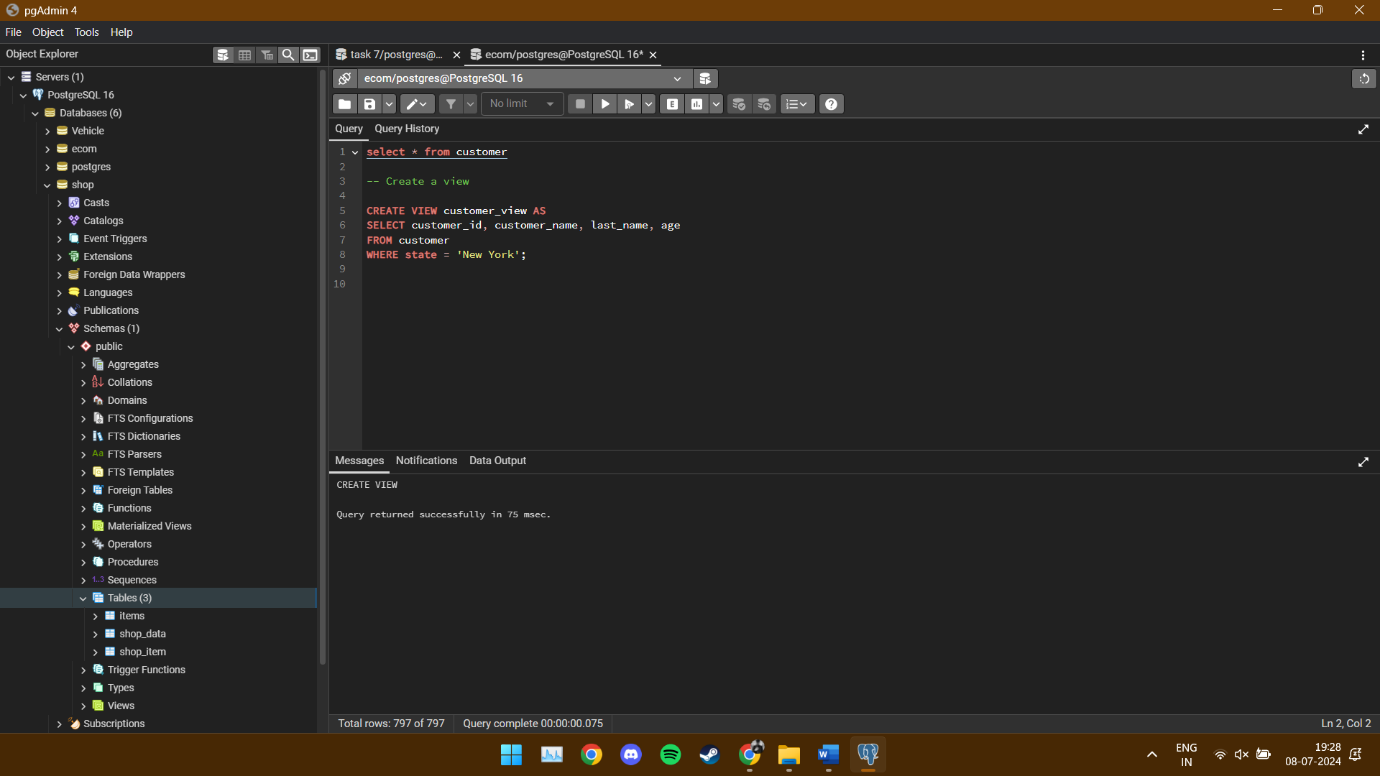 pgAdmin 4
File Object Tools Help
Object Explorer
task 7/postgres@... ecom/postgres@PostgreSQL 16*
Servers (1)
PostgreSQL 16
Databases (6)
Vehicle
ecom
postgres
shop
Casts
Catalogs
Event Triggers
Extensions
Foreign Data Wrappers
Languages
Publications
Schemas (1)
public
Aggregates
Collations
Domains
FTS Configurations
FTS Dictionaries
Aa FTS Parsers
FTS Templates
Foreign Tables
Functions
Materialized Views
Operators
Procedures
1..3 Sequences
Tables (3)
items
shop_data
shop_item
Trigger Functions
Types
Views
Subscriptions
ecom/postgres@PostgreSQL 16
No limit
E
Query Query History
1 select * from customer
2
3 -- Create a view
4
5 CREATE VIEW customer_view AS
6 SELECT customer_id, customer_name, last_name, age
7 FROM customer
8 WHERE state = 'New York';
9
10
Messages Notifications Data Output
CREATE VIEW
Query returned successfully in 75 msec.
Total rows: 797 of 797 Query complete 00:00:00.075 Ln 2, Col 2
ENG
IN
19:28
08-07-2024